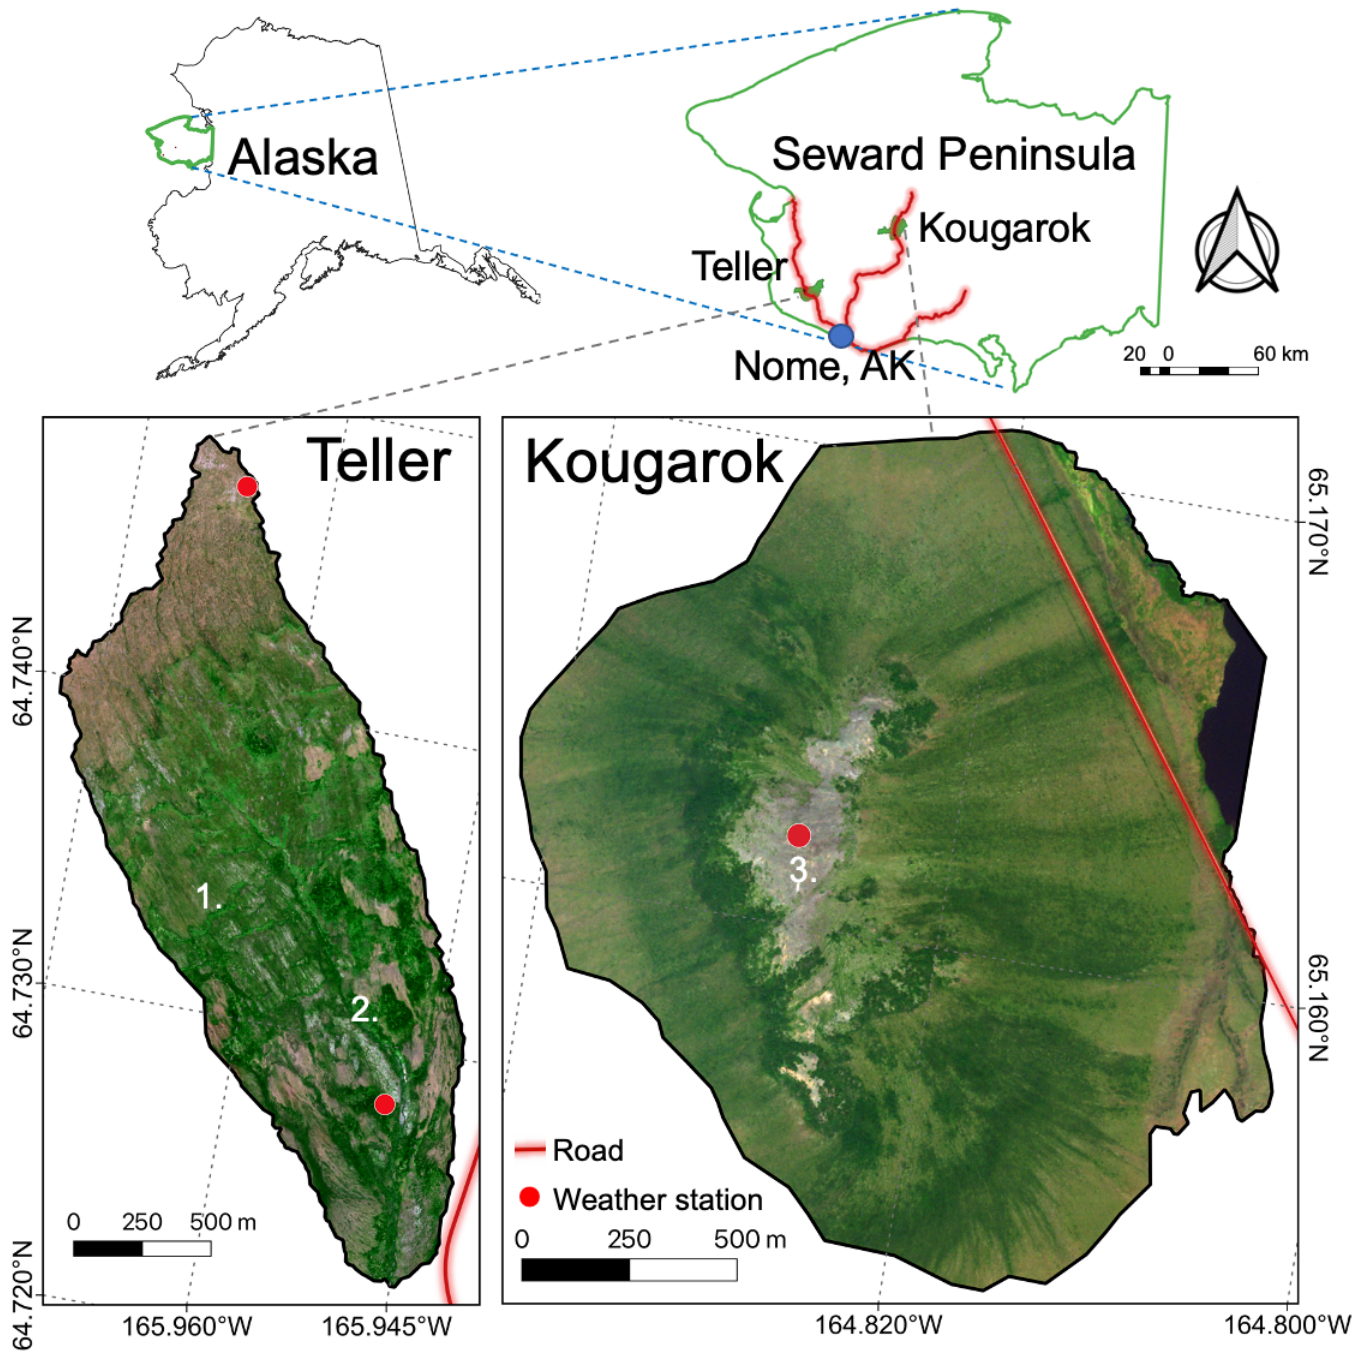 Alaska
Seward Peninsula
Kougarok
Teller
Nome, AK
20 0 60 km
Teller
Kougarok
65.170°N
64.740°N
1.
3.
2.
64.730°N
65.160°N
Road
Weather station
0 250 500 m
0 250 500 m
64.720°N
165.960°W 165.945°W 164.820°W 164.800°W